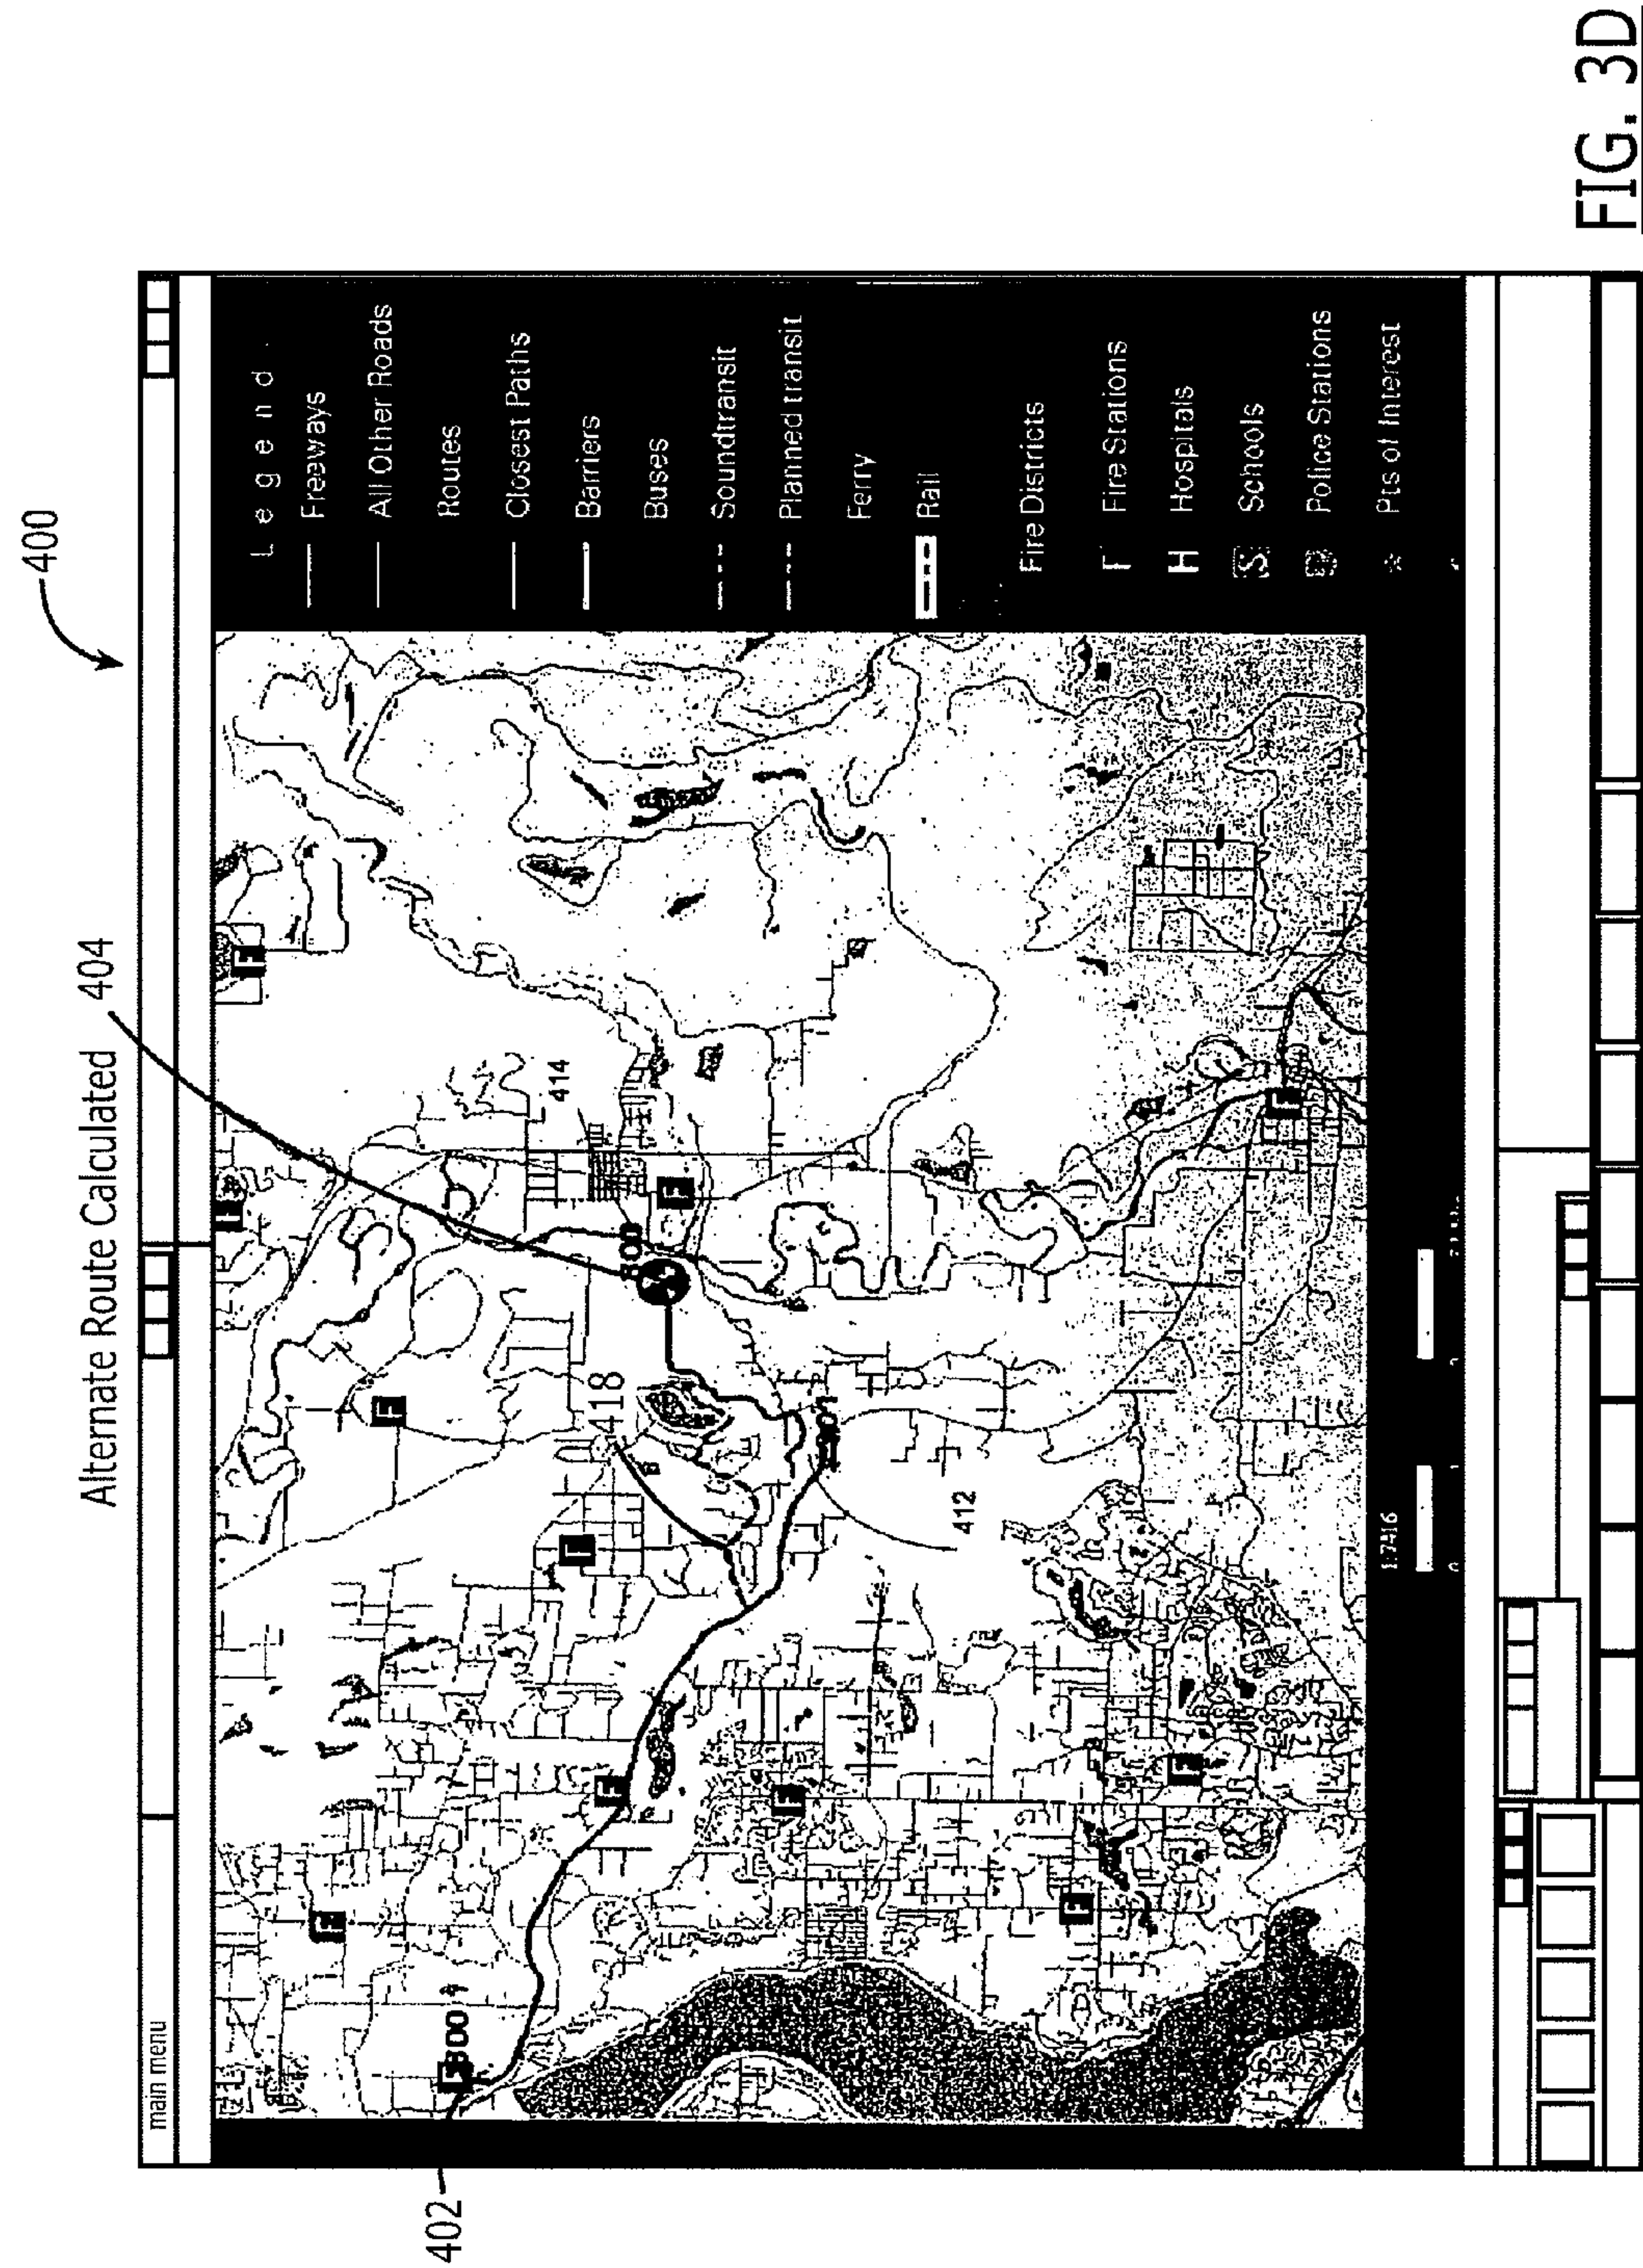 Alternate Route Calculated
400
404
402
main menu
414
418
412
Legend
Freeways
All Other Roads
Routes
Closest Paths
Barriers
Buses
Soundtransit
Planned transit
Ferry
Rail
Fire Districts
F Fire Stations
H Hospitals
S Schools
Police Stations
Pts of Interest
F
F
F
F
F
F
F
1:7416
0
FIG. 3D